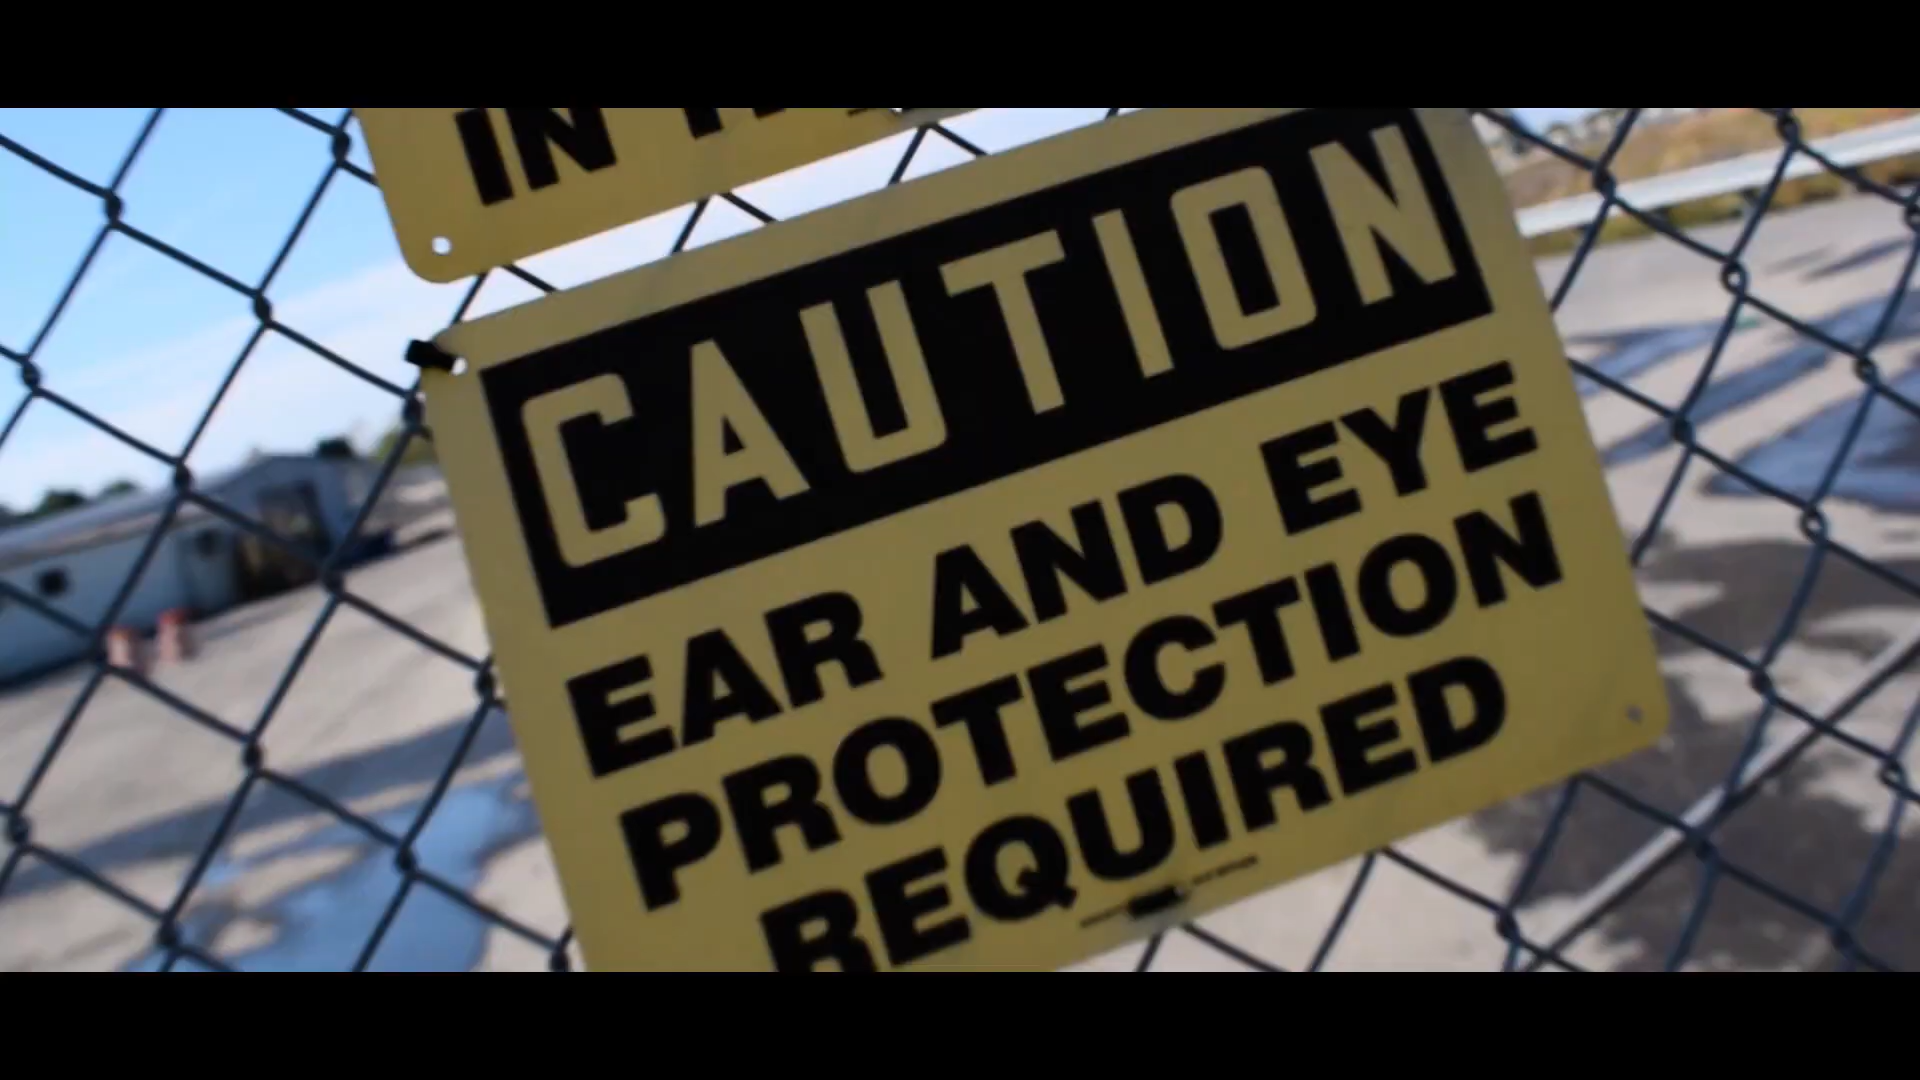 IN
CAUTION
EAR AND EYE
PROTECTION
REQUIRED